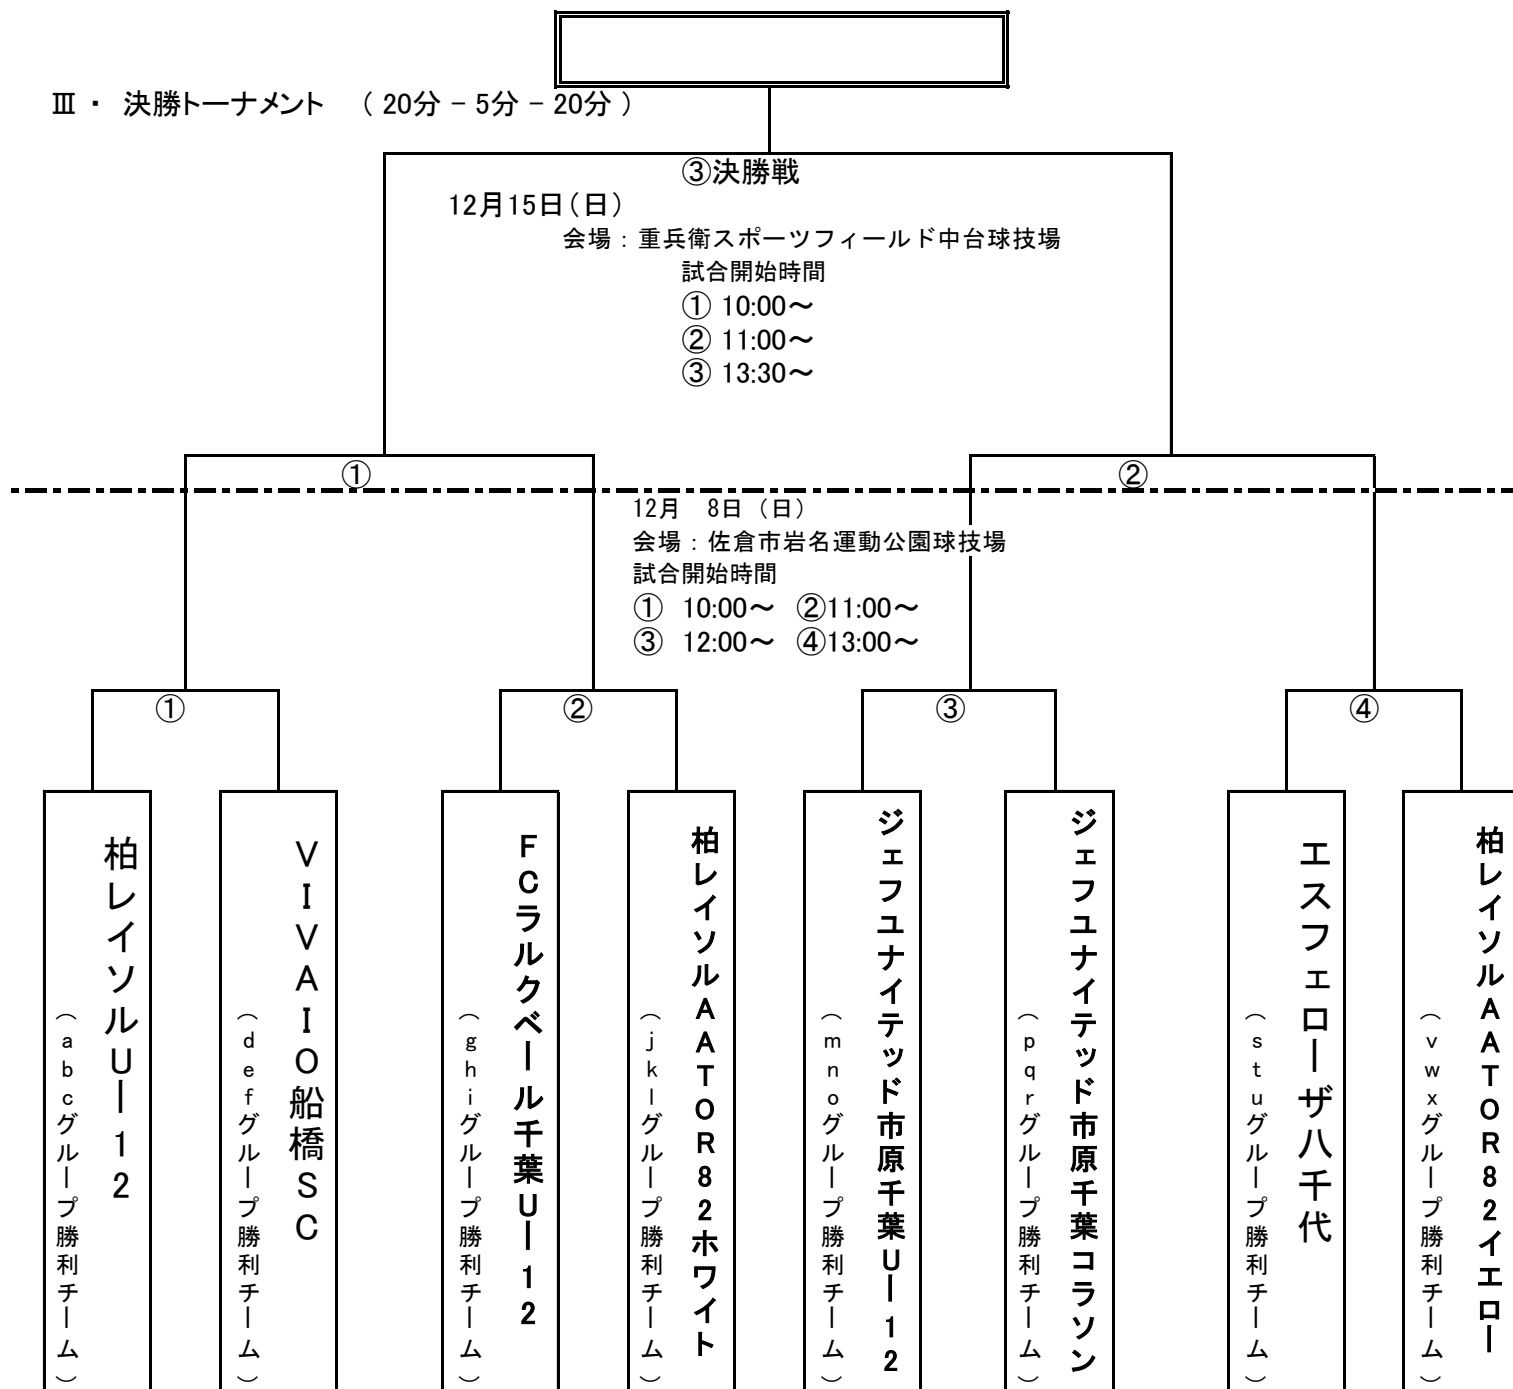 Ⅲ ・ 決勝トーナメント （ 20分 − 5分 − 20分 ）
③決勝戦
12月15日（日）
会場：重兵衛スポーツフィールド中台球技場
試合開始時間
① 10:00～
② 11:00～
③ 13:30～
①
②
12月 8日（日）
会場：佐倉市岩名運動公園球技場
試合開始時間
① 10:00～ ②11:00～
③ 12:00～ ④13:00～
①
②
③
④
柏レイソルU－12
（abcグループ勝利チーム）
VIVAIO船橋SC
（defグループ勝利チーム）
FCラルクベール千葉U－12
（ghiグループ勝利チーム）
柏レイソルAATOR82ホワイト
（jklグループ勝利チーム）
ジェフユナイテッド市原千葉U－12
（mnoグループ勝利チーム）
ジェフユナイテッド市原千葉コラソン
（pqrグループ勝利チーム）
エスフェローザ八千代
（stuグループ勝利チーム）
柏レイソルAATOR82イエロー
（vwxグループ勝利チーム）